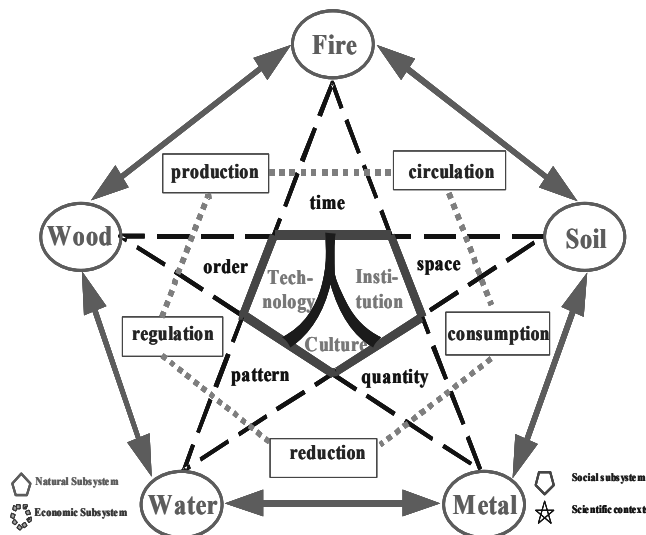 Fire
production
circulation
time
Wood
Soil
order
space
Tech-
nology
Insti-
tution
regulation
consumption
Culture
pattern
quantity
reduction
Water
Metal
Natural Subsystem
Economic Subsystem
Social subsystem
Scientific context